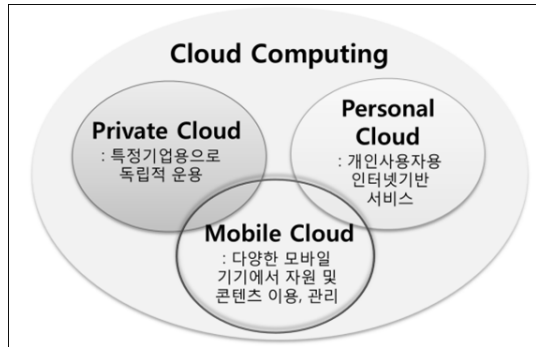 Cloud Computing
Private Cloud
: 특정기업용으로
독립적 운용
Personal
Cloud
: 개인사용자용
인터넷기반
서비스
Mobile Cloud
: 다양한 모바일
기기에서 자원 및
콘텐츠 이용, 관리